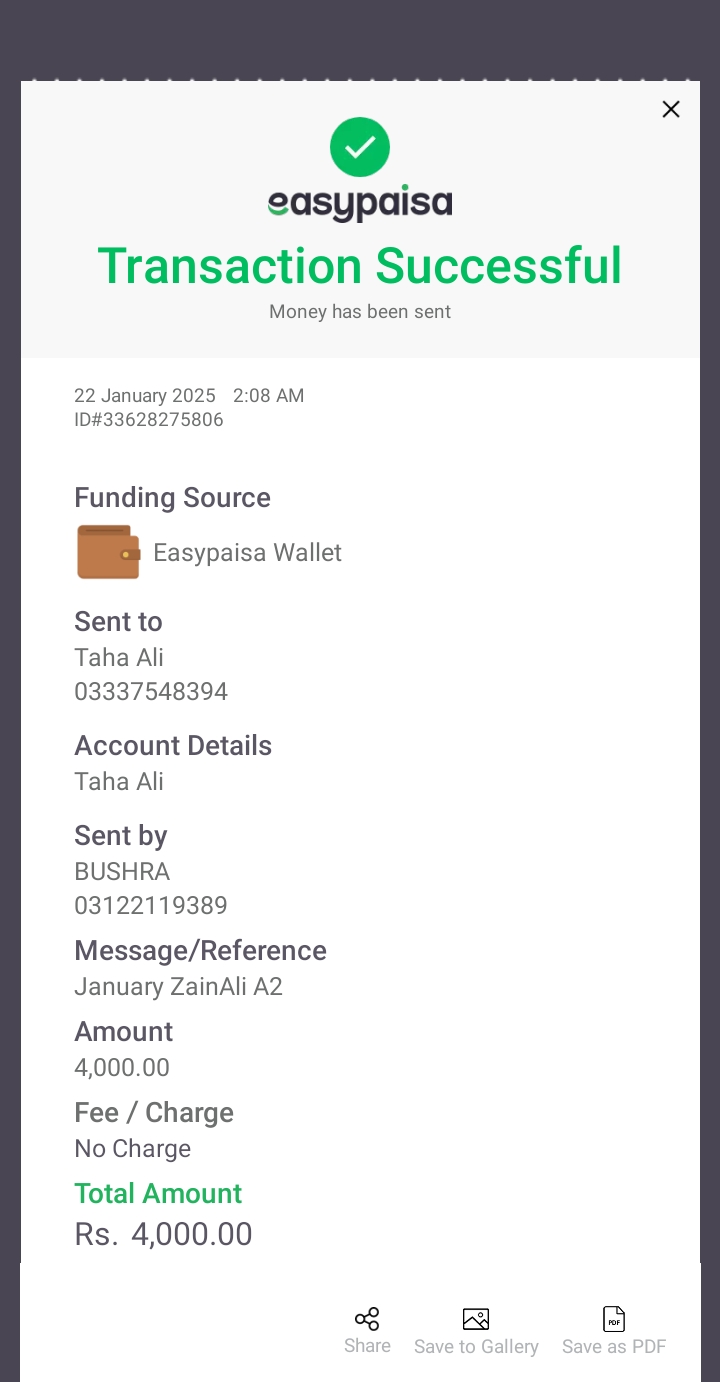 easypaisa
Transaction Successful
Money has been sent
22 January 2025 2:08 AM
ID#33628275806
Funding Source
Easypaisa Wallet
Sent to
Taha Ali
03337548394
Account Details
Taha Ali
Sent by
BUSHRA
03122119389
Message/Reference
January ZainAli A2
Amount
4,000.00
Fee / Charge
No Charge
Total Amount
Rs. 4,000.00
PDF
Share Save to Gallery Save as PDF